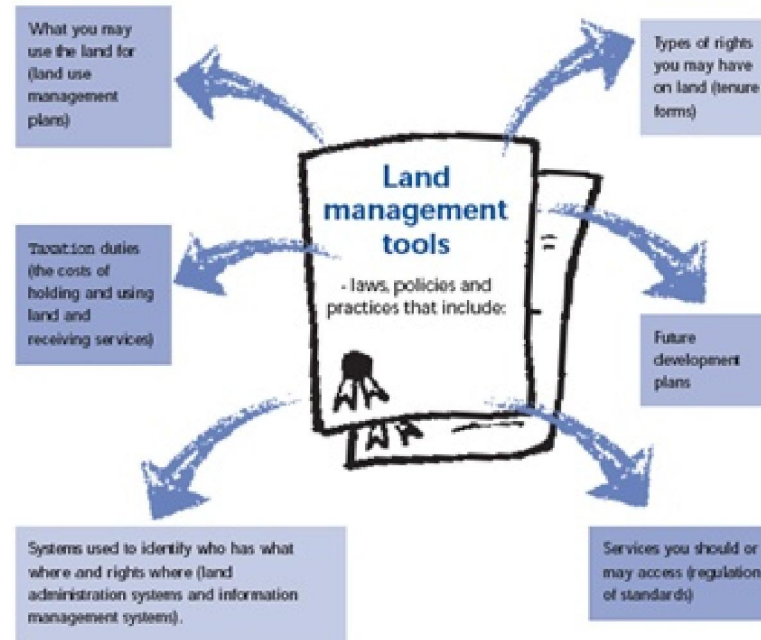 What you may
use the land for
(land use
management
plans)
Types of rights
you may have
on land (tenure
forms)
Land
management
tools
- laws, policies and
practices that include:
Taxation duties
(the costs of
holding and using
land and
receiving services)
Future
development
plans
Systems used to identify who has what
where and rights where (land
administration systems and information
management systems).
Services you should or
may access (regulation
of standards)